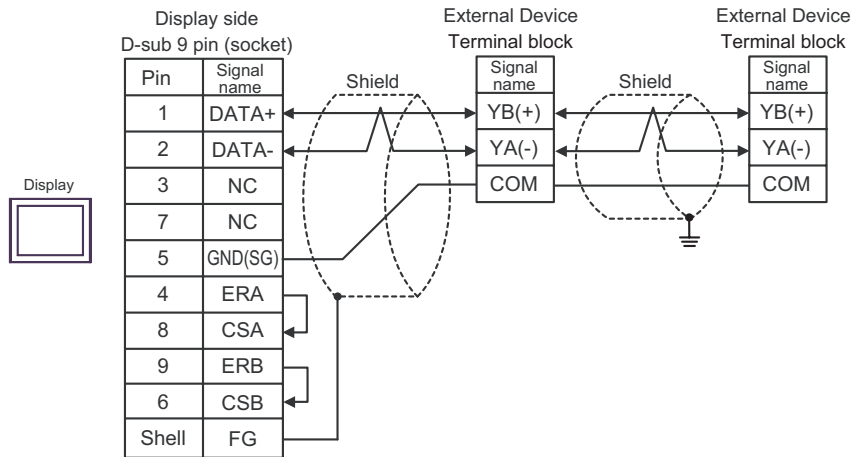 Display side
D-sub 9 pin (socket)
External Device
Terminal block
External Device
Terminal block
Pin
Signal name
Shield
Signal name
Shield
Signal name
1 DATA+
YB(+)
YB(+)
2 DATA-
YA(-)
YA(-)
3 NC
COM
COM
Display
7 NC
5 GND(SG)
4 ERA
8 CSA
9 ERB
6 CSB
Shell FG